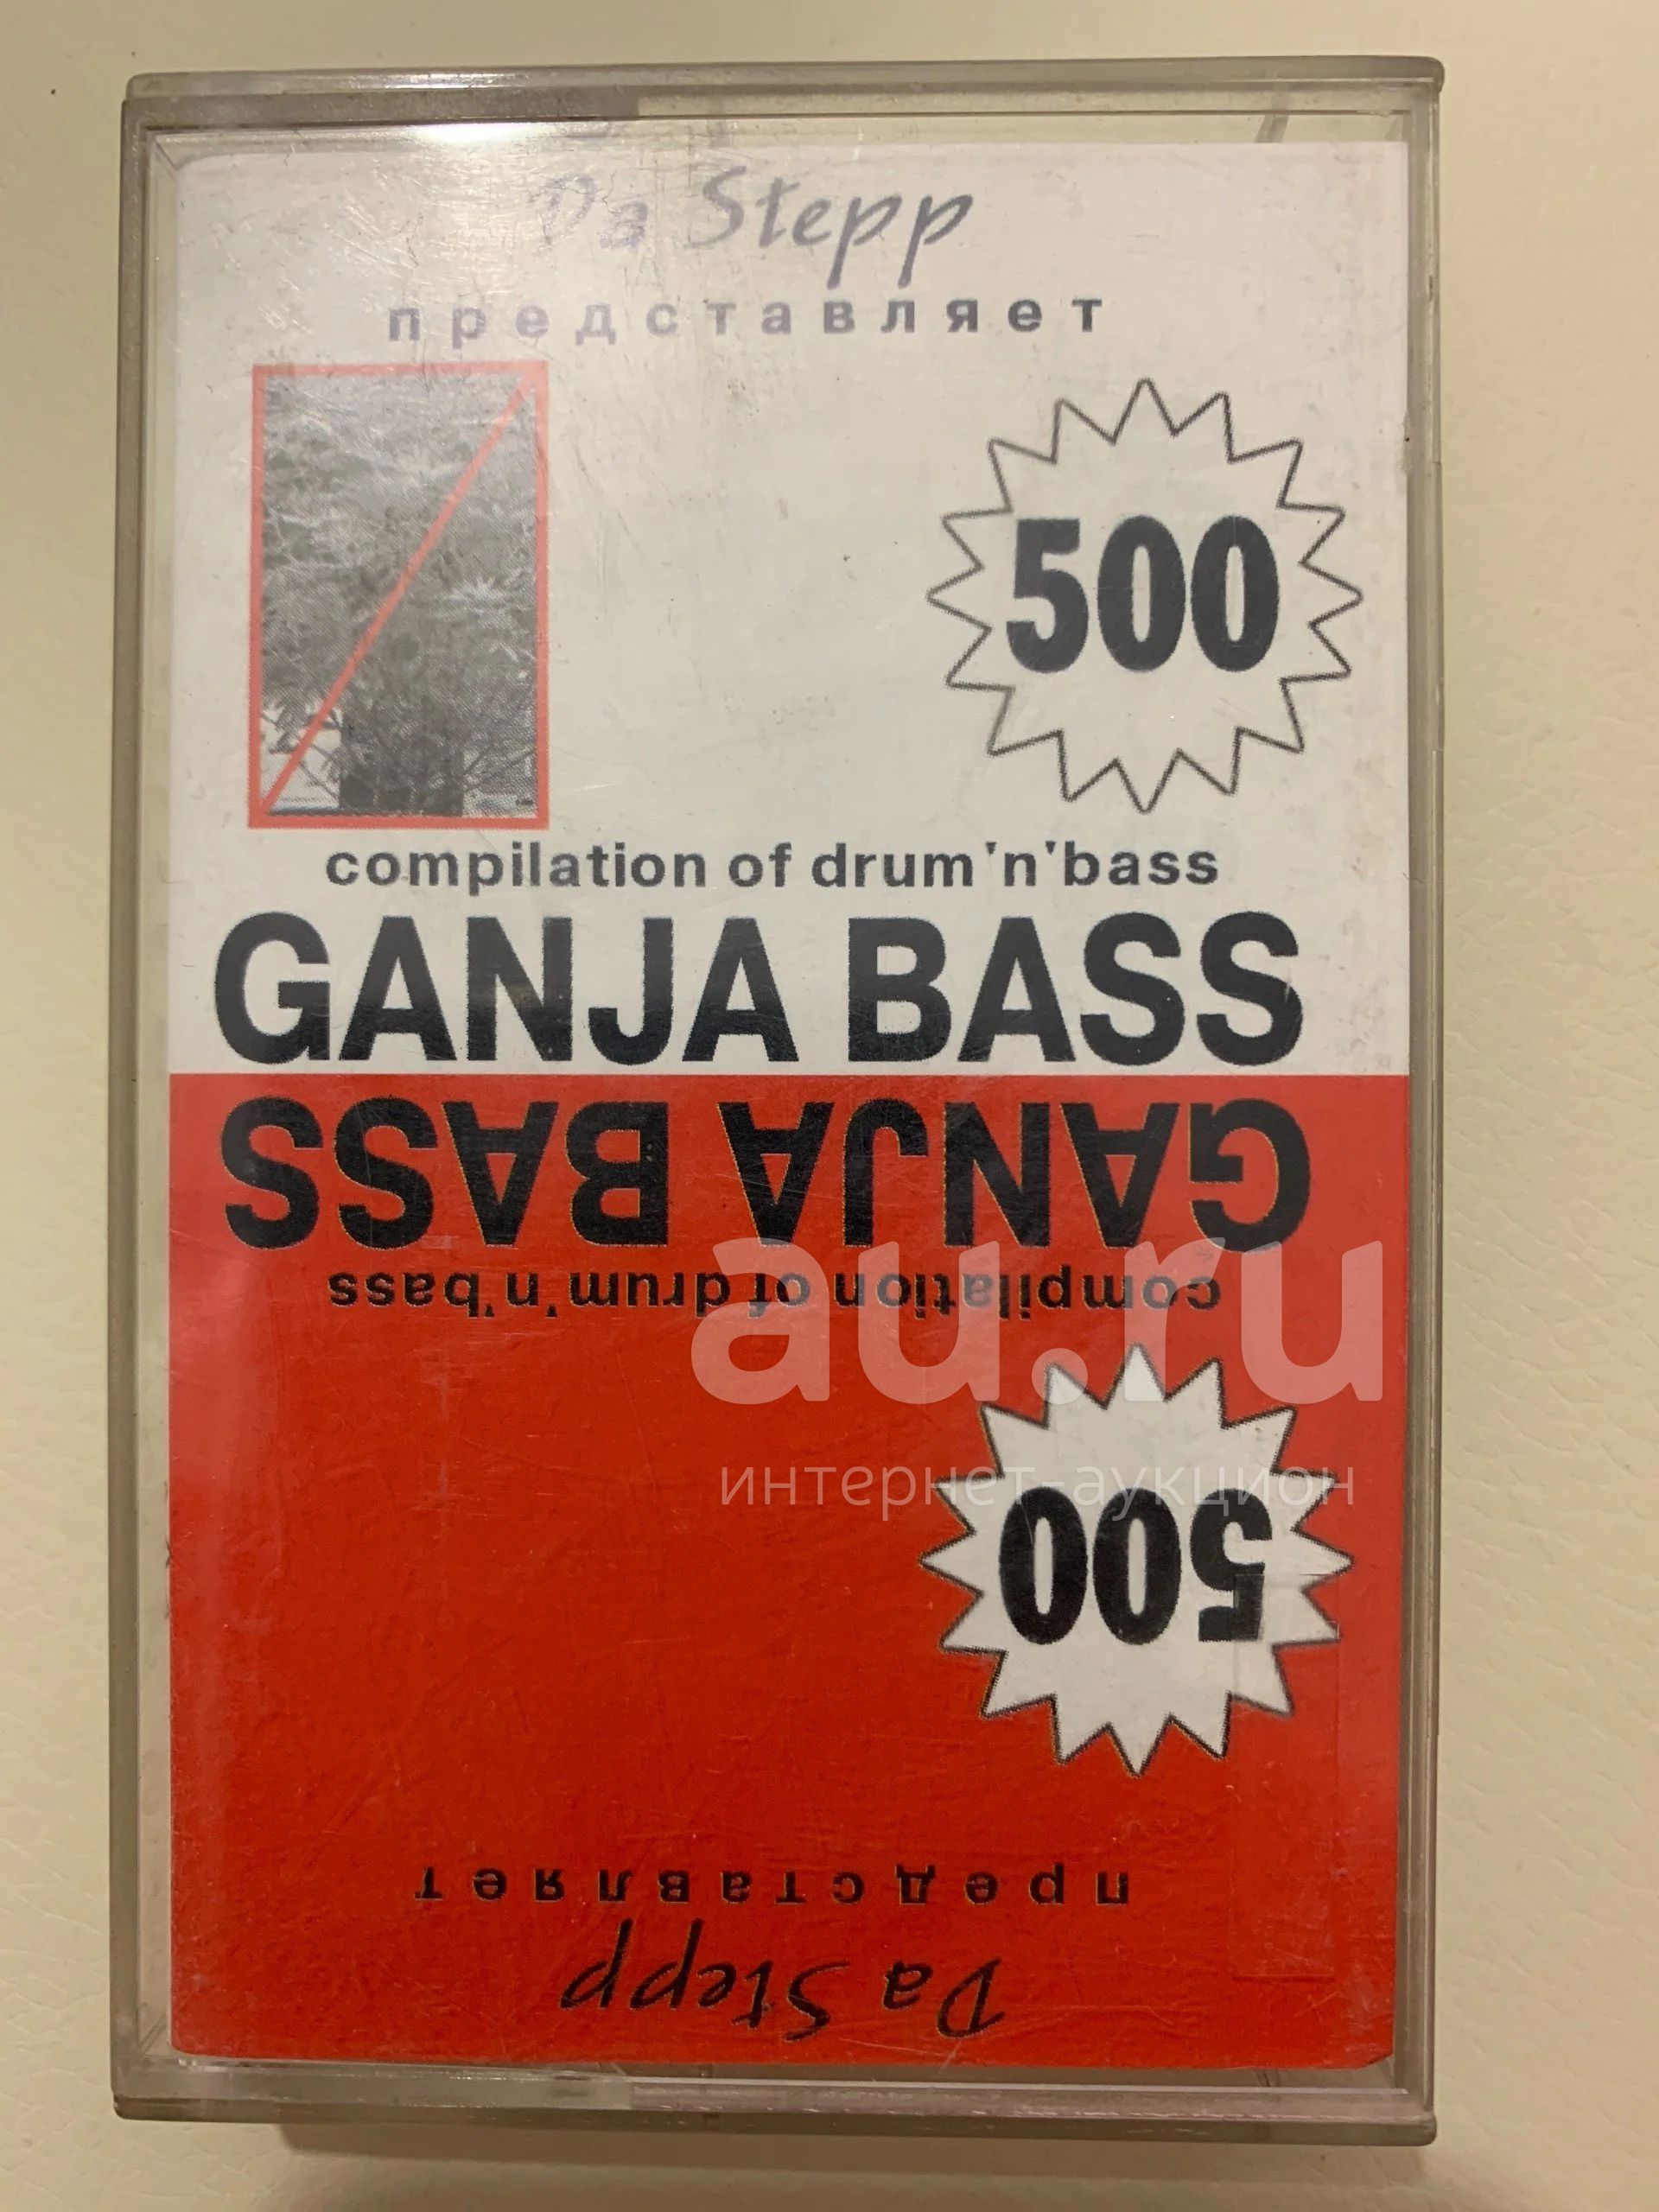 Da Stepp
представляет
500
compilation of drum'n'bass
GANJA BASS
GANJA BASS
compilation of drum'n'bass
au.ru
интернет-аукцион
500
представляет
Da Stepp